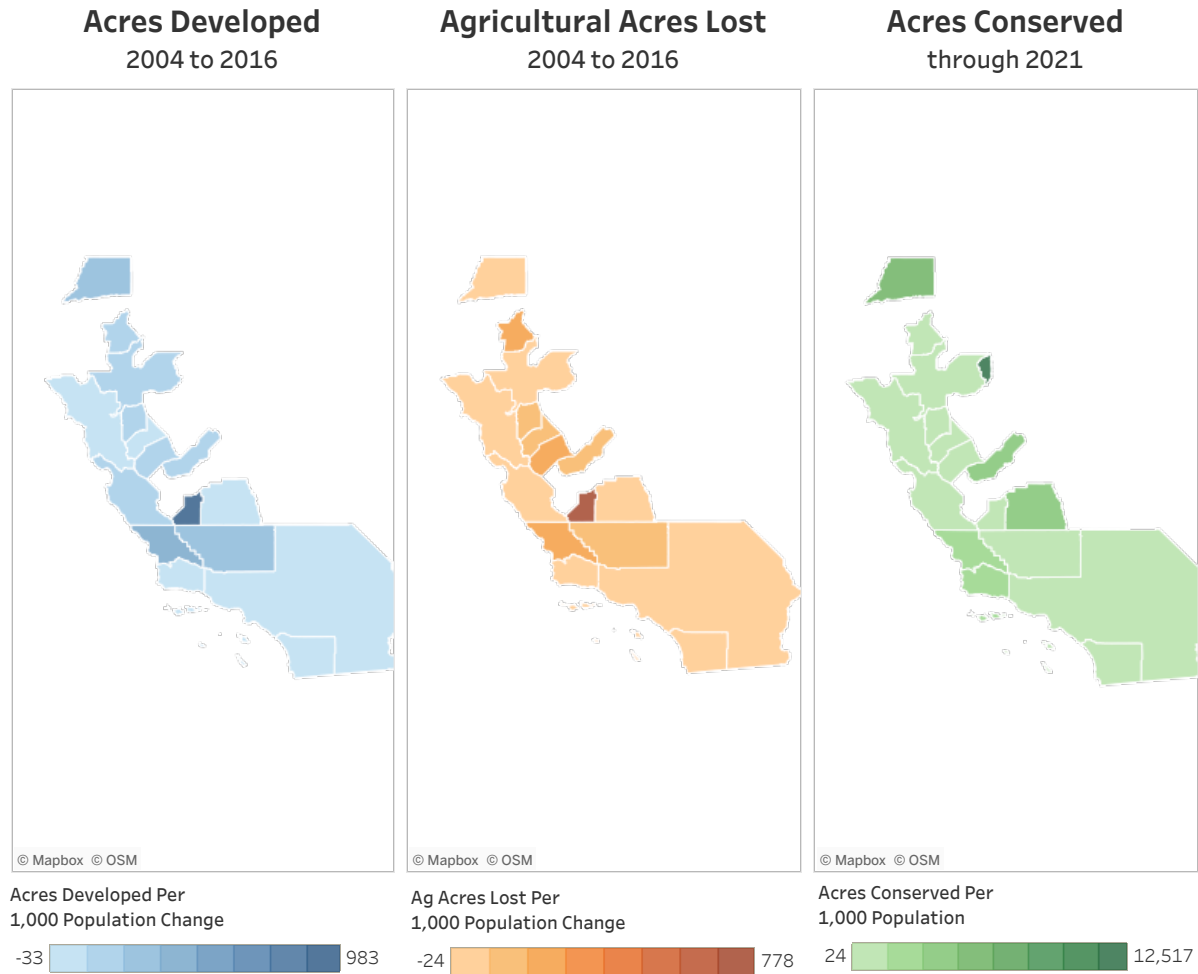 Acres Developed
2004 to 2016
Agricultural Acres Lost
2004 to 2016
Acres Conserved
through 2021
© Mapbox © OSM
© Mapbox © OSM
© Mapbox © OSM
Acres Developed Per
1,000 Population Change
-33 983
Ag Acres Lost Per
1,000 Population Change
-24 778
Acres Conserved Per
1,000 Population
24 12,517